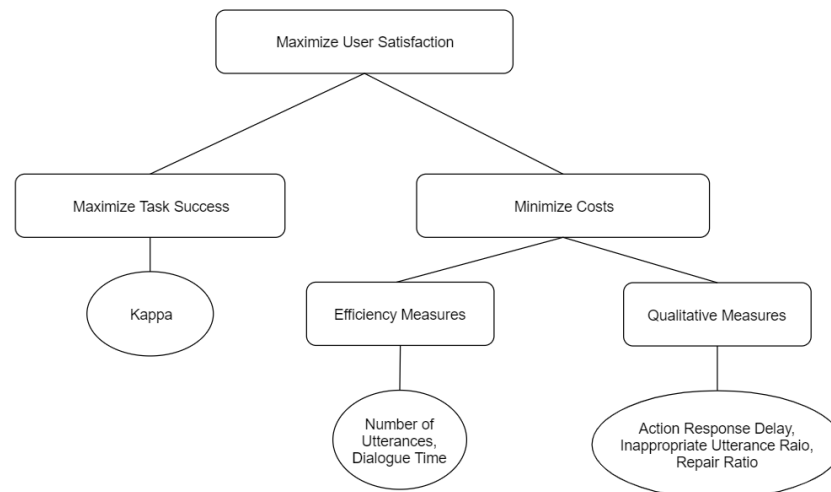 Maximize User Satisfaction
Maximize Task Success
Minimize Costs
Kappa
Efficiency Measures
Qualitative Measures
Number of
Utterances,
Dialogue Time
Action Response Delay,
Inappropriate Utterance Raio,
Repair Ratio